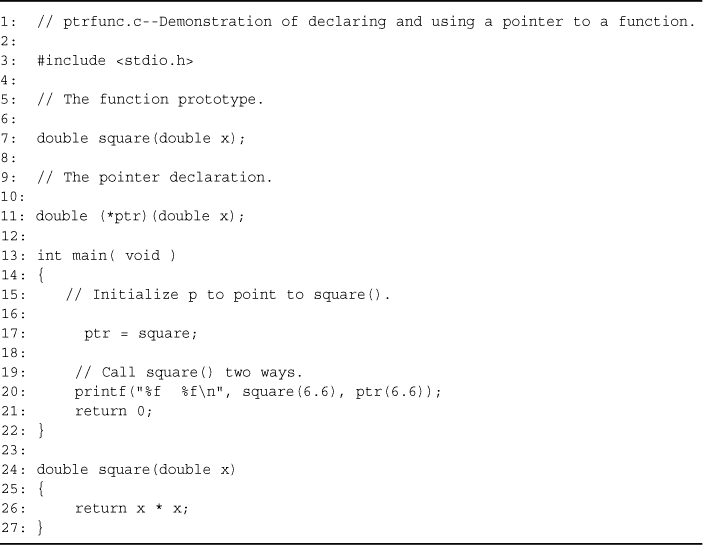 1: // ptrfunc.c--Demonstration of declaring and using a pointer to a function.
2:
3: #include <stdio.h>
4:
5: // The function prototype.
6:
7: double square(double x);
8:
9: // The pointer declaration.
10:
11: double (*ptr)(double x);
12:
13: int main( void )
14: {
15: // Initialize p to point to square().
16:
17: ptr = square;
18:
19: // Call square() two ways.
20: printf("%f %f\n", square(6.6), ptr(6.6));
21: return 0;
22: }
23:
24: double square(double x)
25: {
26: return x * x;
27: }